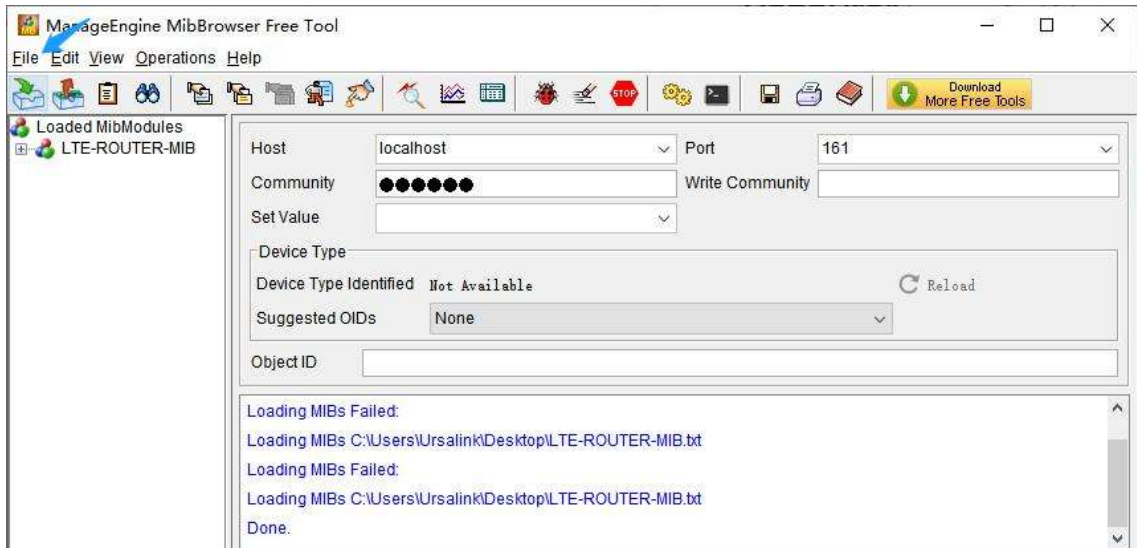 ManageEngine MibBrowser Free Tool
File Edit View Operations Help
STOP
Download
More Free Tools
Loaded MibModules
LTE-ROUTER-MIB
Host localhost Port 161
Community ●●●●●● Write Community
Set Value
Device Type
Device Type Identified Not Available Reload
Suggested OIDs None
Object ID
Loading MIBs Failed:
Loading MIBs C:\Users\Ursalink\Desktop\LTE-ROUTER-MIB.txt
Loading MIBs Failed:
Loading MIBs C:\Users\Ursalink\Desktop\LTE-ROUTER-MIB.txt
Done.